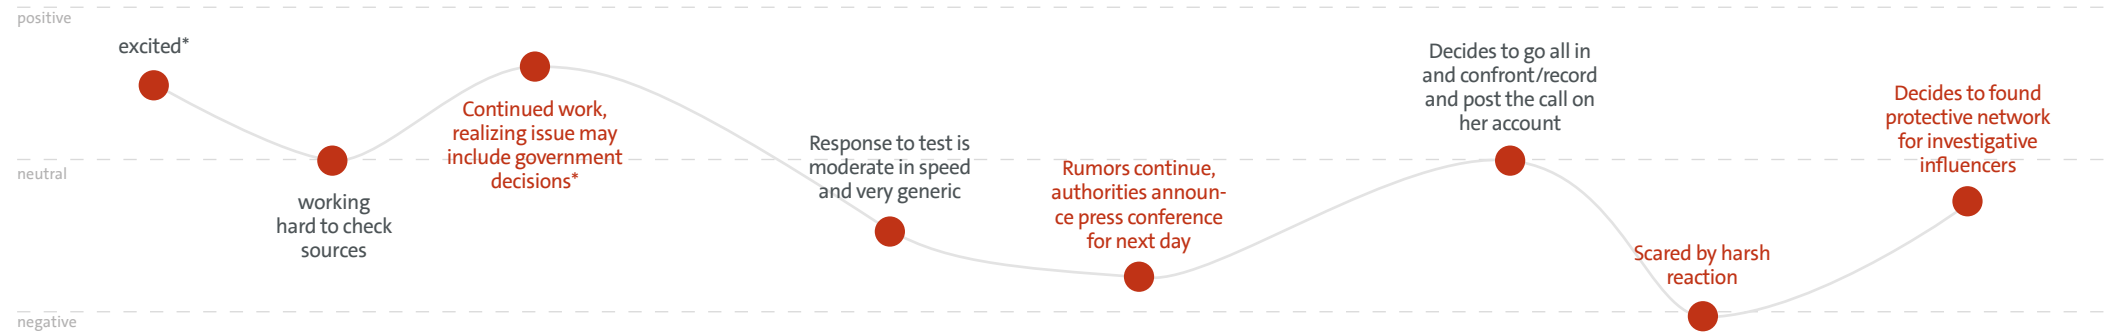 positive
excited*
working
hard to check
sources
Continued work,
realizing issue may
include government
decisions*
Response to test is
moderate in speed
and very generic
Rumors continue,
authorities announ-
ce press conference
for next day
Decides to go all in
and confront/record
and post the call on
her account
Scared by harsh
reaction
Decides to found
protective network
for investigative
influencers
neutral
negative